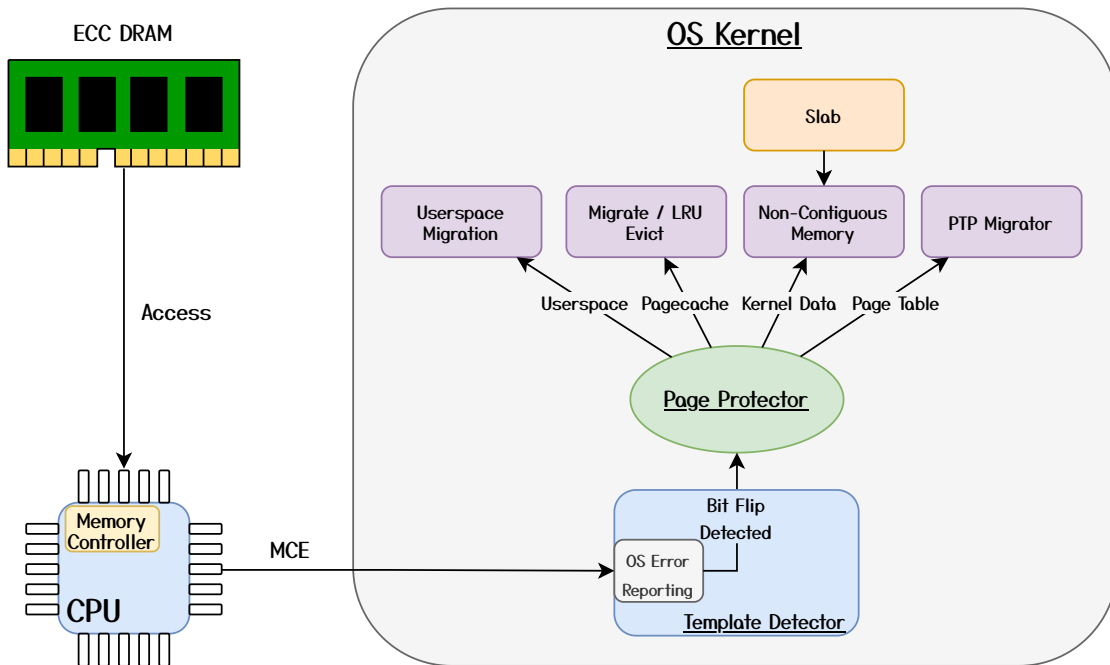 ECC DRAM
OS Kernel
Slab
Userspace
Migration
Migrate / LRU
Evict
Non-Contiguous
Memory
PTP Migrator
Userspace
Pagecache
Kernel Data
Page Table
Access
Page Protector
Memory
Controller
CPU
MCE
Bit Flip
Detected
OS Error
Reporting
Template Detector